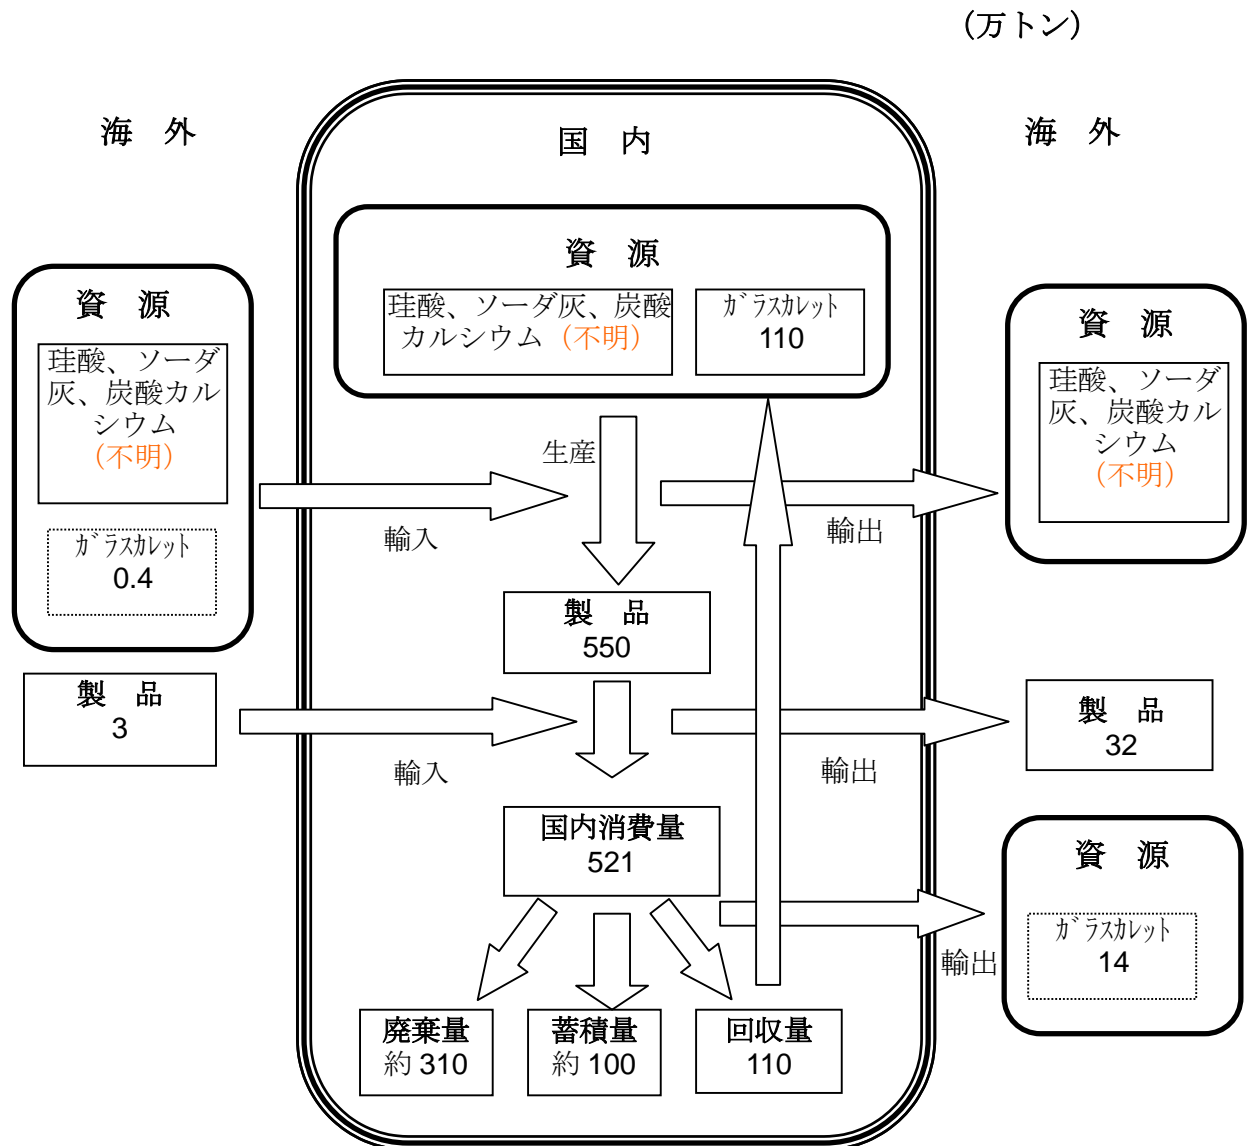 （万トン）
海　外
国　内
海　外
資　源
珪酸、ソーダ灰、炭酸
カルシウム（不明）
ｶﾞﾗｽｶﾚｯﾄ
110
資　源
珪酸、ソーダ
灰、炭酸カル
シウム
（不明）
ｶﾞﾗｽｶﾚｯﾄ
0.4
資　源
珪酸、ソーダ
灰、炭酸カル
シウム
（不明）
生産
輸入
輸出
製　品
550
製　品
3
製　品
32
輸入
輸出
国内消費量
521
資　源
ｶﾞﾗｽｶﾚｯﾄ
14
輸出
廃棄量
約 310
蓄積量
約 100
回収量
110